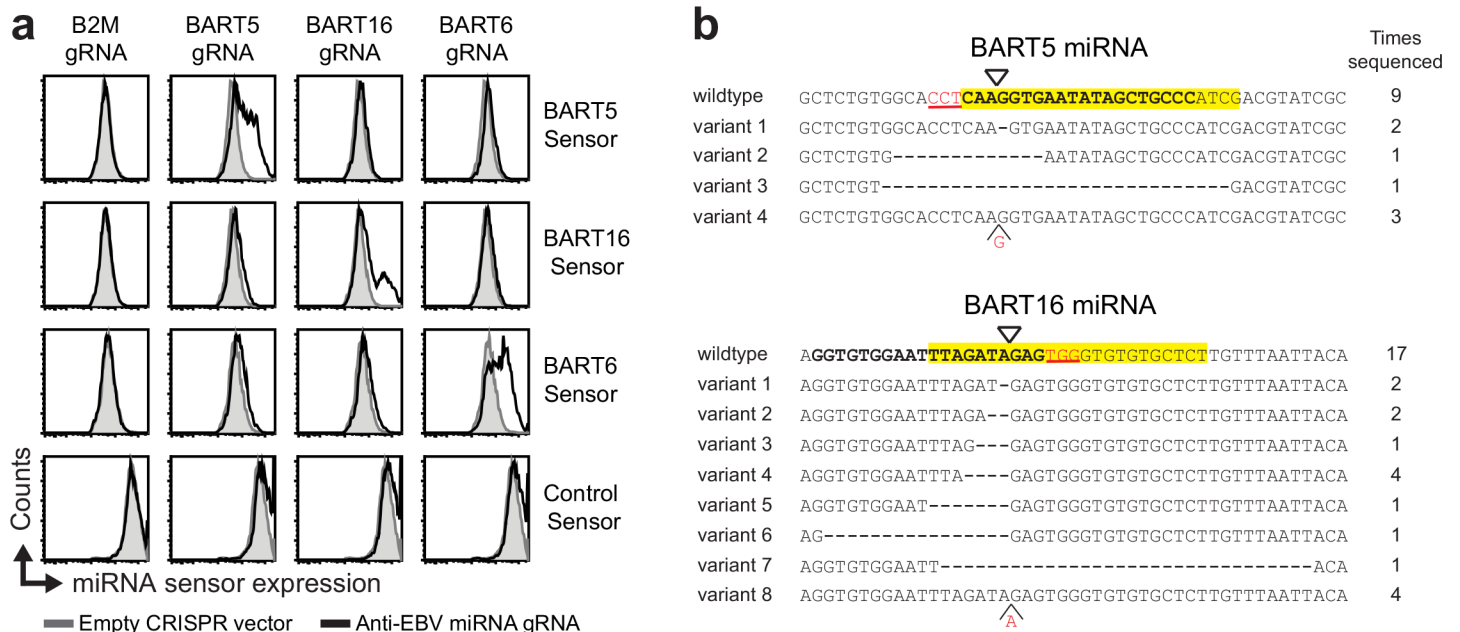 a
B2M gRNA
BART5 gRNA
BART16 gRNA
BART6 gRNA
BART5 Sensor
BART16 Sensor
BART6 Sensor
Control Sensor
Counts
miRNA sensor expression
Empty CRISPR vector
Anti-EBV miRNA gRNA
b
BART5 miRNA
Times sequenced
wildtype GCTCTGTGGCACCTCAAGGTGAATATAGCTGCCCATCGACGTATCGC 9
variant 1 GCTCTGTGGCACCTCAA-GTGAATATAGCTGCCCATCGACGTATCGC 2
variant 2 GCTCTGTG-------------AATATAGCTGCCCATCGACGTATCGC 1
variant 3 GCTCTGT------------------------------GACGTATCGC 1
variant 4 GCTCTGTGGCACCTCAAGGTGAATATAGCTGCCCATCGACGTATCGC 3
G
BART16 miRNA
wildtype AGGTGTGGAATTTAGATAGAGTGGGTGTGTGCTCTTGTTTAATTACA 17
variant 1 AGGTGTGGAATTTAGAT-GAGTGGGTGTGTGCTCTTGTTTAATTACA 2
variant 2 AGGTGTGGAATTTAGA--GAGTGGGTGTGTGCTCTTGTTTAATTACA 2
variant 3 AGGTGTGGAATTTAG---GAGTGGGTGTGTGCTCTTGTTTAATTACA 1
variant 4 AGGTGTGGAATTTA----GAGTGGGTGTGTGCTCTTGTTTAATTACA 4
variant 5 AGGTGTGGAAT-------GAGTGGGTGTGTGCTCTTGTTTAATTACA 1
variant 6 AG----------------GAGTGGGTGTGTGCTCTTGTTTAATTACA 1
variant 7 AGGTGTGGAATT--------------------------------ACA 1
variant 8 AGGTGTGGAATTTAGATAGAGTGGGTGTGTGCTCTTGTTTAATTACA 4
A